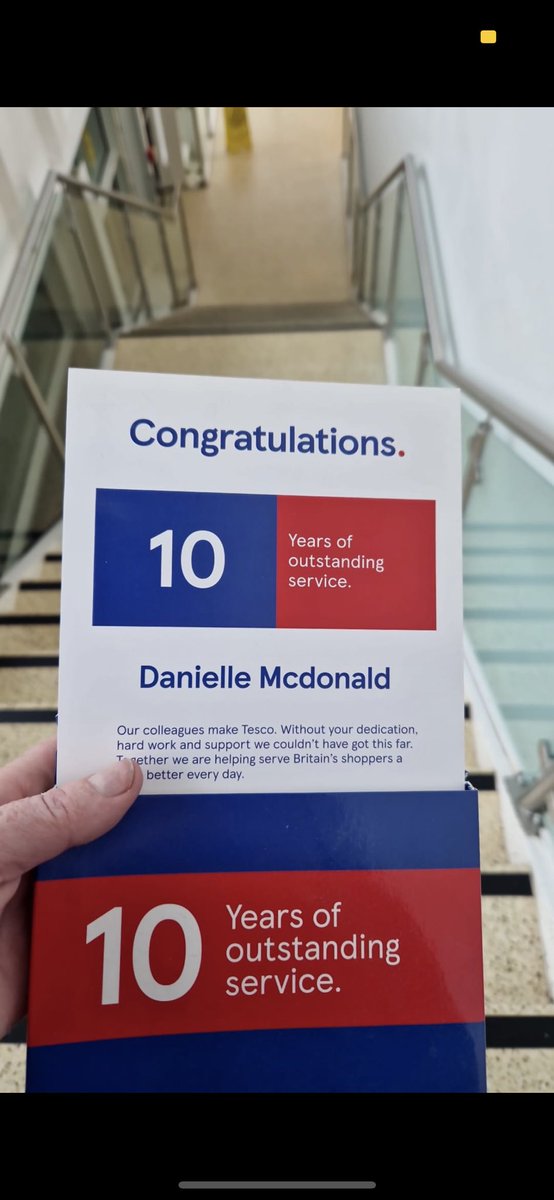 Congratulations.
10
Years of
outstanding
service.
Danielle Mcdonald
Our colleagues make Tesco. Without your dedication,
hard work and support we couldn't have got this far.
Together we are helping serve Britain's shoppers a
better every day.
10
Years of
outstanding
service.